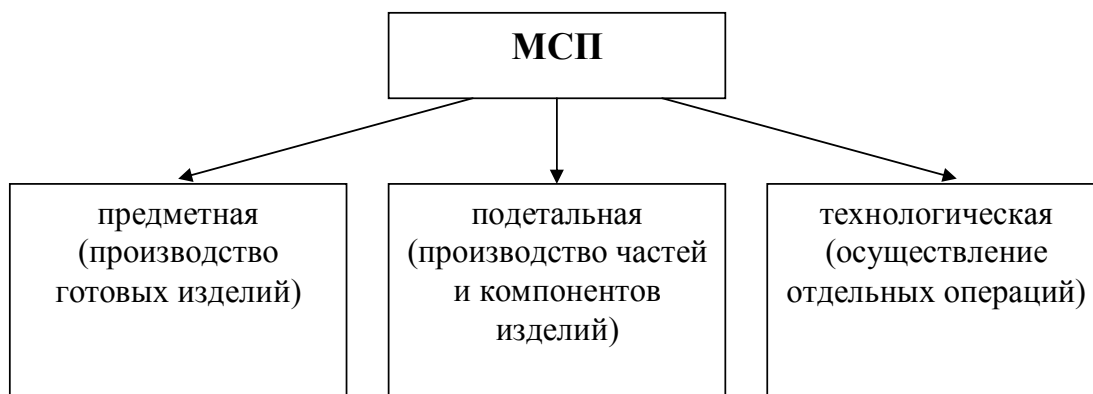 МСП
предметная
(производство
готовых изделий)
подетальная
(производство частей
и компонентов
изделий)
технологическая
(осуществление
отдельных операций)